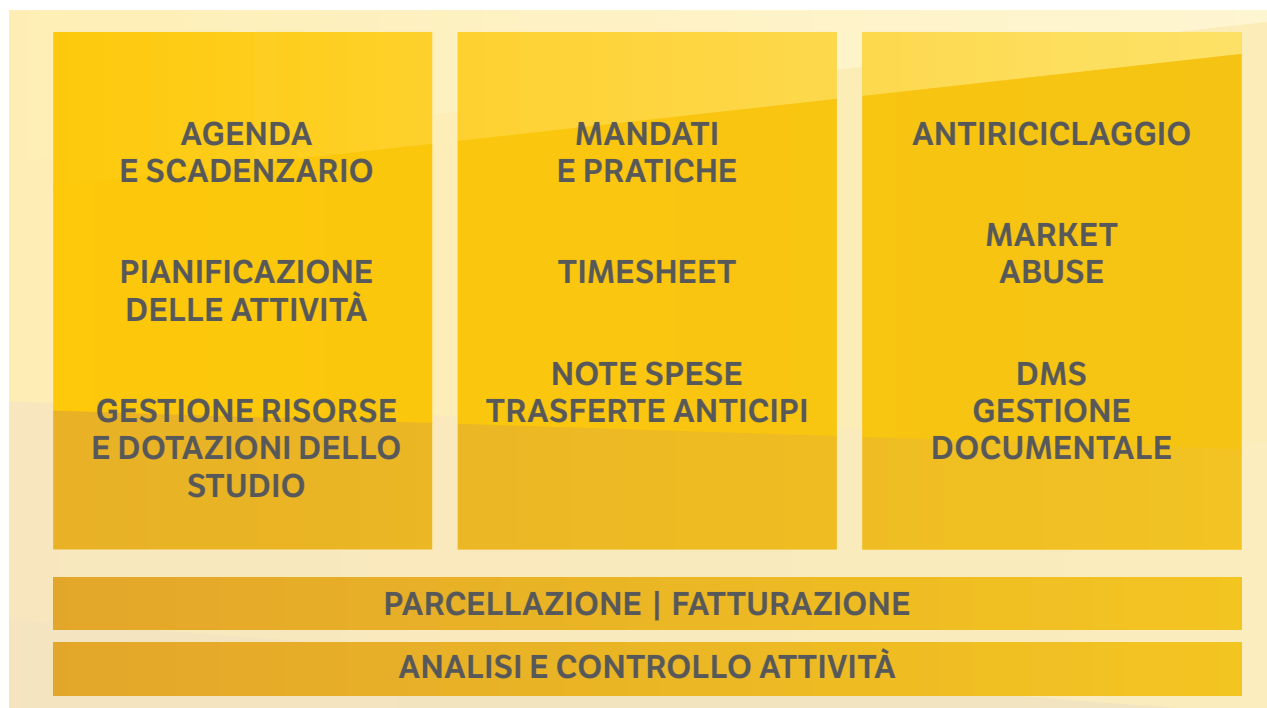 AGENDA
E SCADENZARIO
PIANIFICAZIONE
DELLE ATTIVITÀ
GESTIONE RISORSE
E DOTAZIONI DELLO
STUDIO
MANDATI
E PRATICHE
TIMESHEET
NOTE SPESE
TRASFERTE ANTICIPI
ANTIRICICLAGGIO
MARKET
ABUSE
DMS
GESTIONE
DOCUMENTALE
PARCELLAZIONE | FATTURAZIONE
ANALISI E CONTROLLO ATTIVITÀ